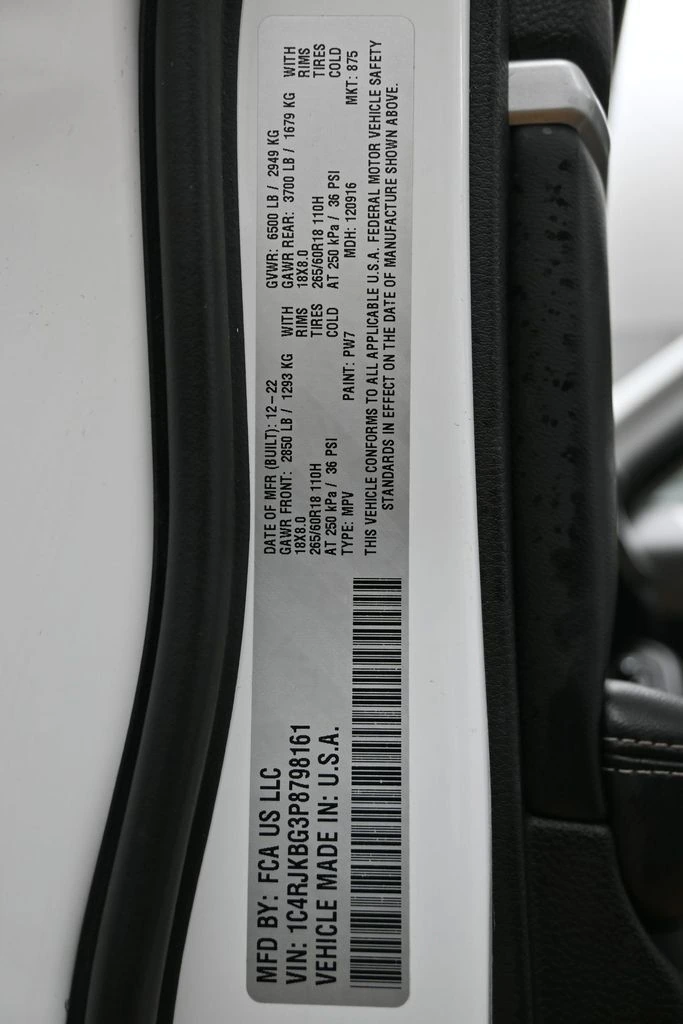 MFD BY: FCA US LLC
VIN: 1C4RJKBG3P8798161
VEHICLE MADE IN: U.S.A.
DATE OF MFR (BUILT): 12-22 GVWR: 6500 LB / 2949 KG
GAWR FRONT: 2850 LB / 1293 KG WITH GAWR REAR: 3700 LB / 1679 KG WITH
18X8.0 RIMS 18X8.0 RIMS
265/60R18 110H TIRES 265/60R18 110H TIRES
AT 250 kPa / 36 PSI COLD AT 250 kPa / 36 PSI COLD
TYPE: MPV PAINT: PW7 MDH: 120916 MKT: 875
THIS VEHICLE CONFORMS TO ALL APPLICABLE U.S.A. FEDERAL MOTOR VEHICLE SAFETY
STANDARDS IN EFFECT ON THE DATE OF MANUFACTURE SHOWN ABOVE.